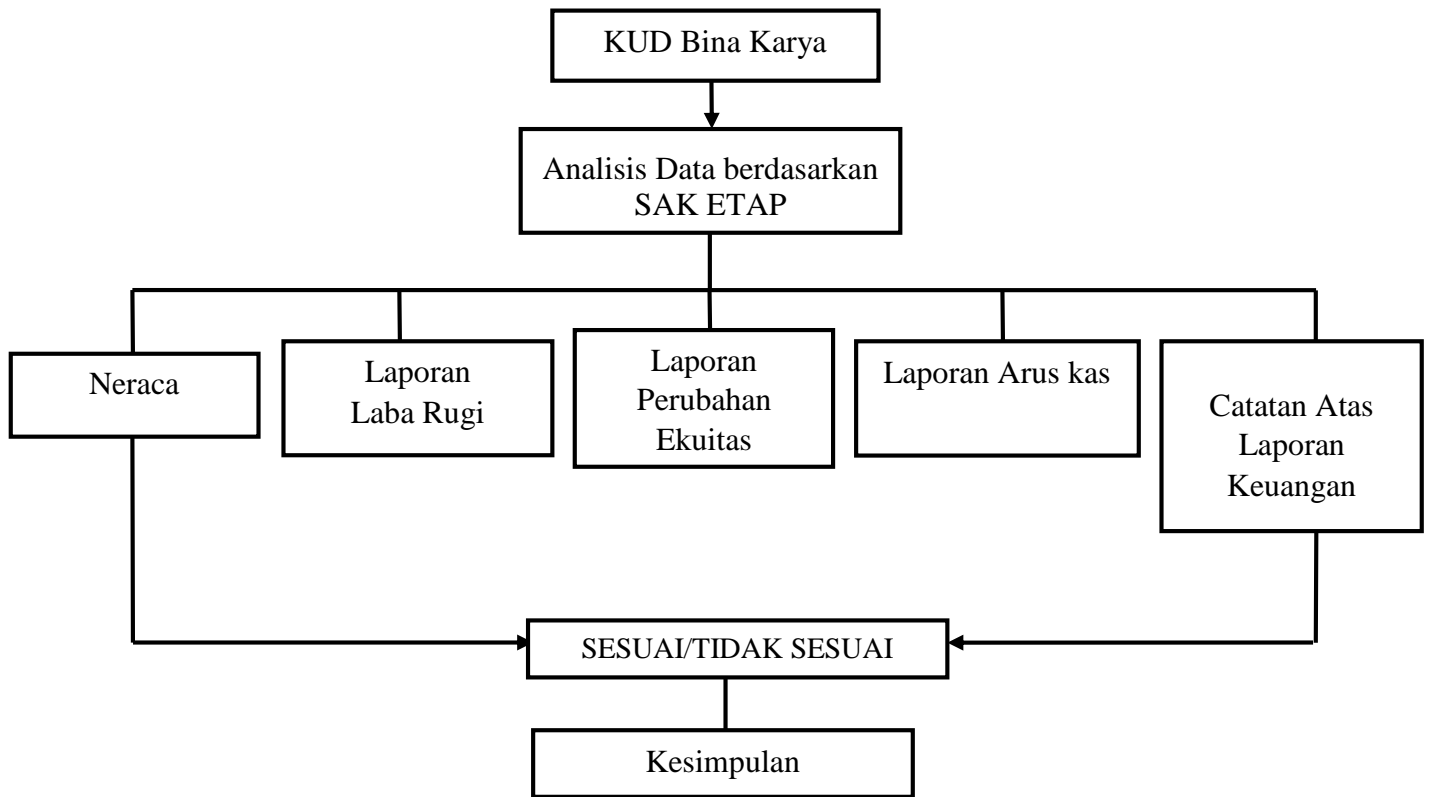 KUD Bina Karya
Analisis Data berdasarkan
SAK ETAP
Neraca
Laporan
Laba Rugi
Laporan
Perubahan
Ekuitas
Laporan Arus kas
Catatan Atas
Laporan
Keuangan
SESUAI/TIDAK SESUAI
Kesimpulan